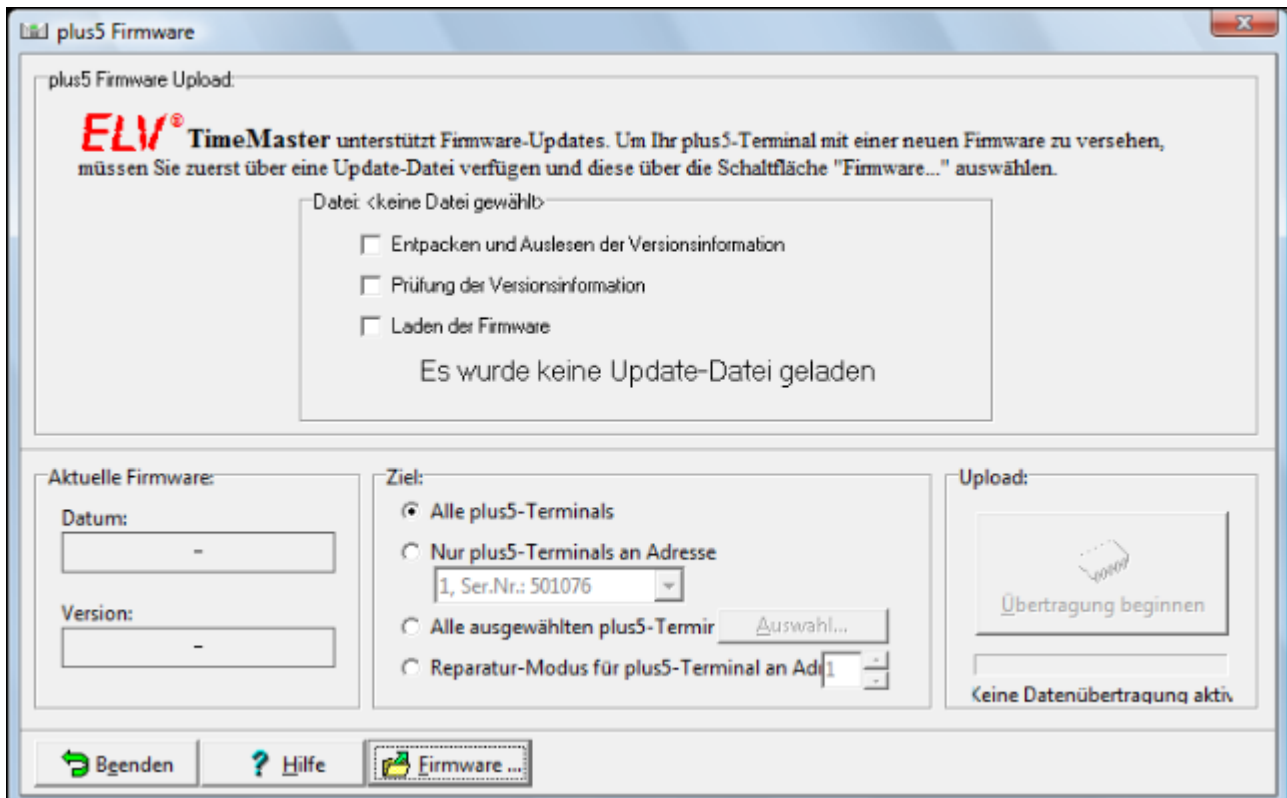 plus5 Firmware
plus5 Firmware Upload:
ELV® TimeMaster unterstützt Firmware-Updates. Um Ihr plus5-Terminal mit einer neuen Firmware zu versehen,
müssen Sie zuerst über eine Update-Datei verfügen und diese über die Schaltfläche "Firmware..." auswählen.
Datei: <keine Datei gewählt>
Entpacken und Auslesen der Versionsinformation
Prüfung der Versionsinformation
Laden der Firmware
Es wurde keine Update-Datei geladen
Aktuelle Firmware:
Datum:
-
Version:
-
Ziel:
Alle plus5-Terminals
Nur plus5-Terminals an Adresse
1, Ser.Nr.: 501076
Alle ausgewählten plus5-Termir Auswahl...
Reparatur-Modus für plus5-Terminal an Adr 1
Upload:
Übertragung beginnen
Keine Datenübertragung aktiv
Beenden ? Hilfe Firmware ...